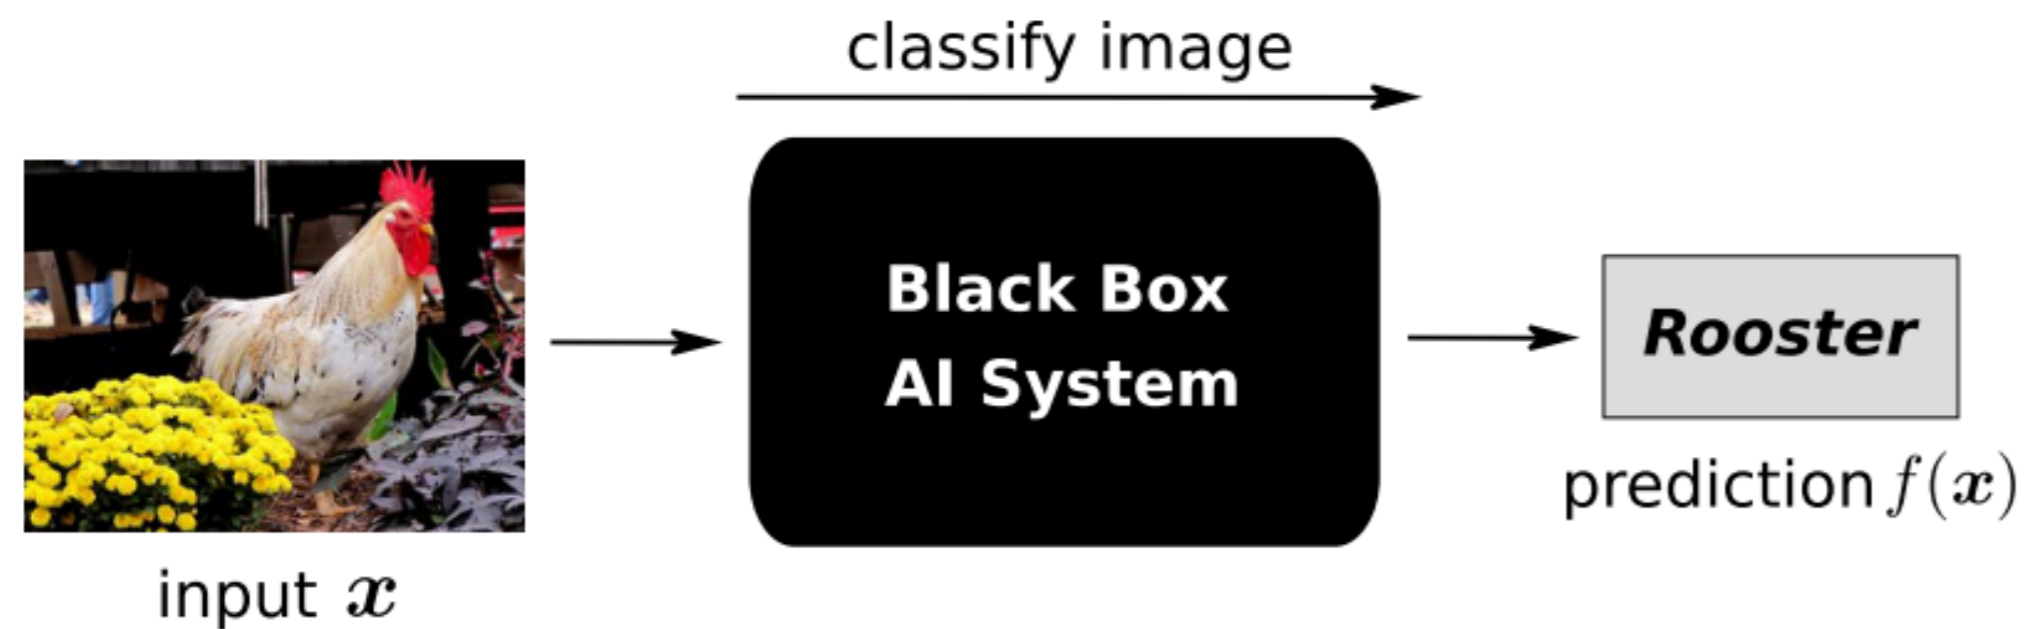 classify image
Black Box
AI System
Rooster
prediction f(x)
input x